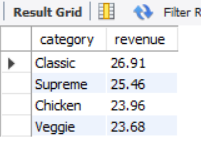 Result Grid Filter R
category revenue
Classic 26.91
Supreme 25.46
Chicken 23.96
Veggie 23.68